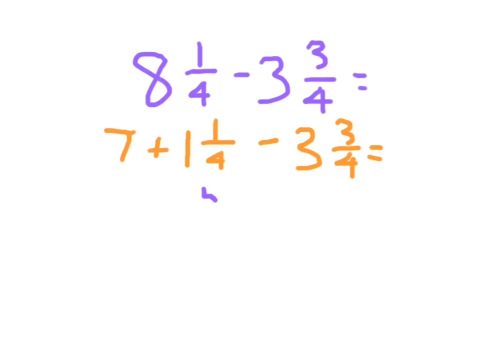 8 1/4 - 3 3/4 =
7 + 1 1/4 - 3 3/4 =